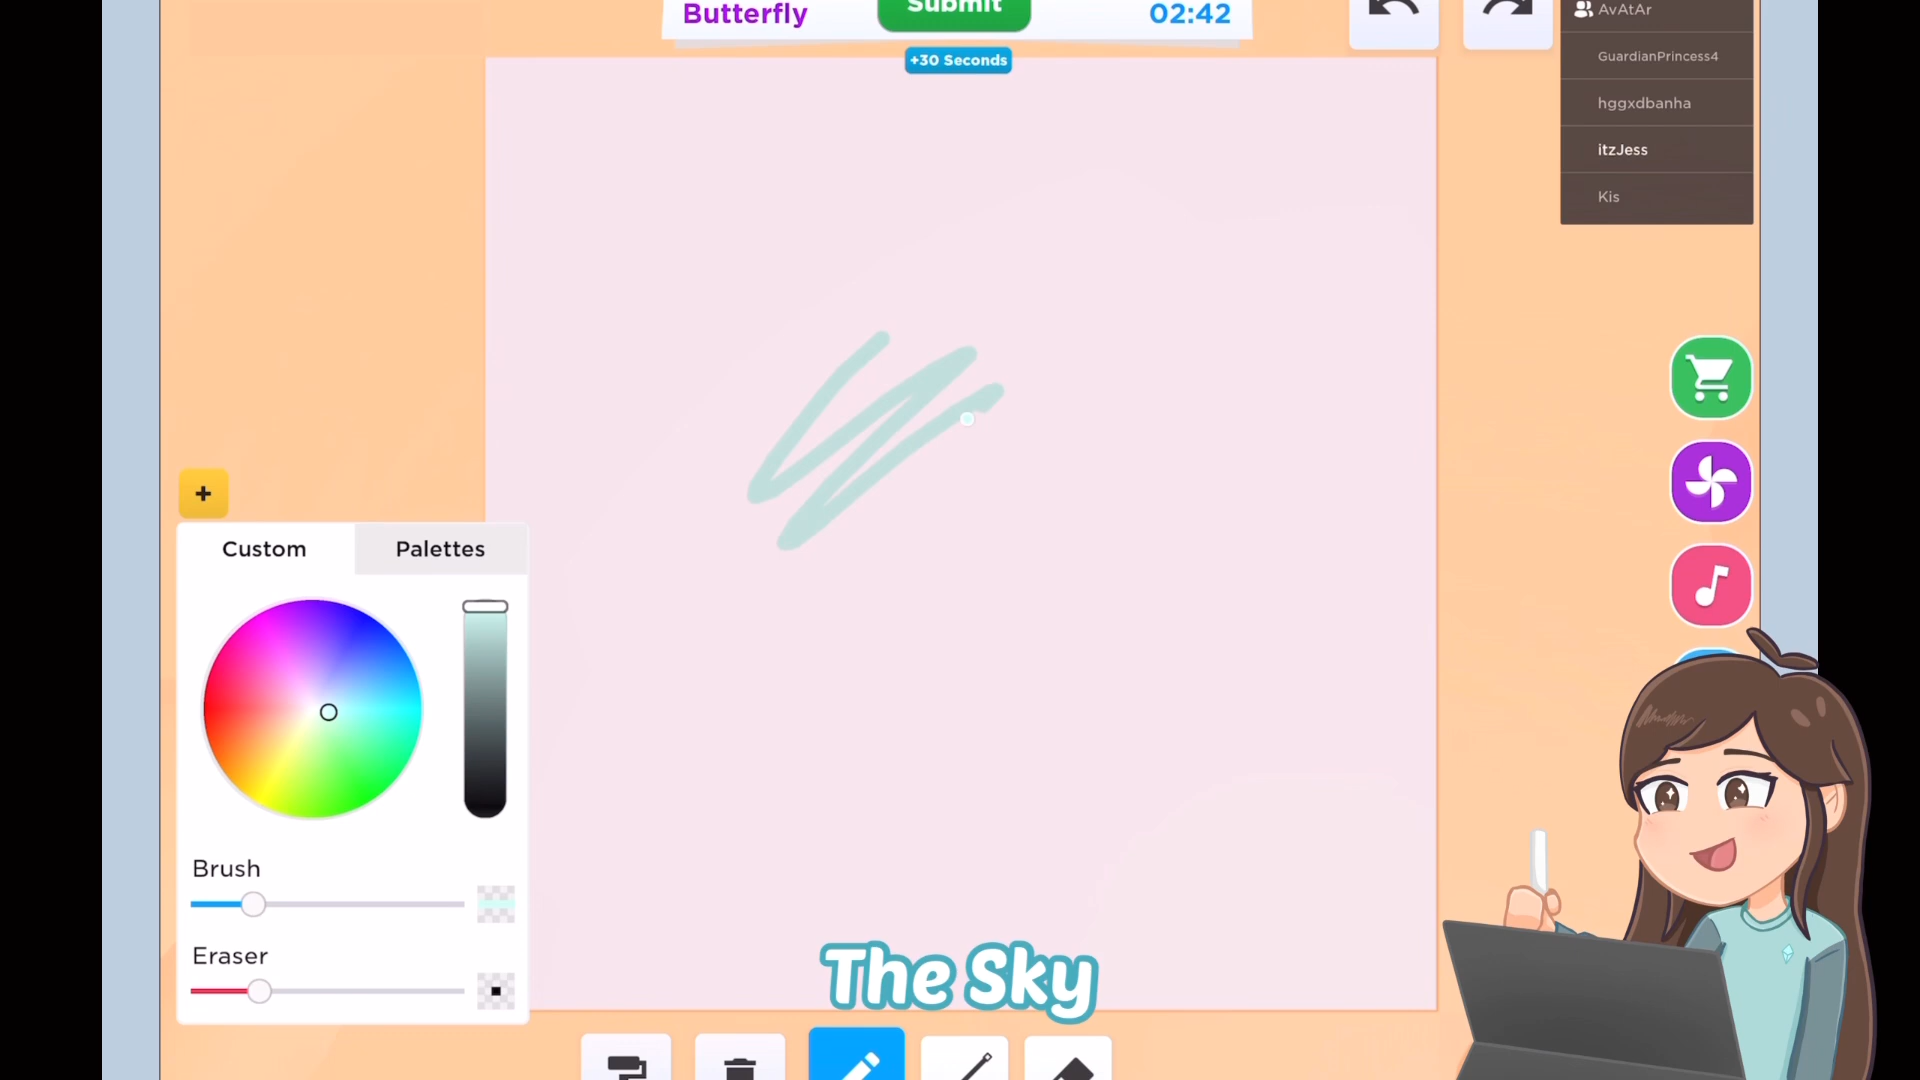 Butterfly
Submit
02:42
+30 Seconds
AvAtAr
GuardianPrincess4
hggxdbanha
itzJess
Kis
+
Custom
Palettes
Brush
Eraser
The Sky